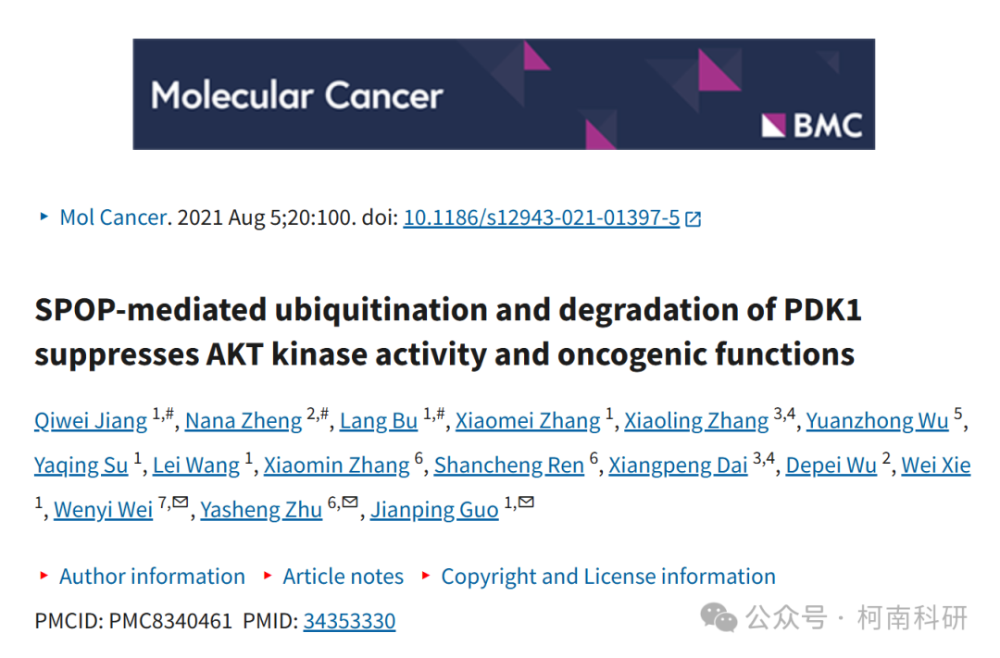 Molecular Cancer
BMC
▸ Mol Cancer. 2021 Aug 5;20:100. doi: 10.1186/s12943-021-01397-5
SPOP-mediated ubiquitination and degradation of PDK1
suppresses AKT kinase activity and oncogenic functions
Qiwei Jiang 1,#, Nana Zheng 2,#, Lang Bu 1,#, Xiaomei Zhang 1, Xiaoling Zhang 3,4, Yuanzhong Wu 5,
Yaqing Su 1, Lei Wang 1, Xiaomin Zhang 6, Shancheng Ren 6, Xiangpeng Dai 3,4, Depei Wu 2, Wei Xie
1, Wenyi Wei 7,✉, Yasheng Zhu 6,✉, Jianping Guo 1,✉
▸ Author information ▸ Article notes ▸ Copyright and License information
PMCID: PMC8340461 PMID: 34353330
公众号 · 柯南科研